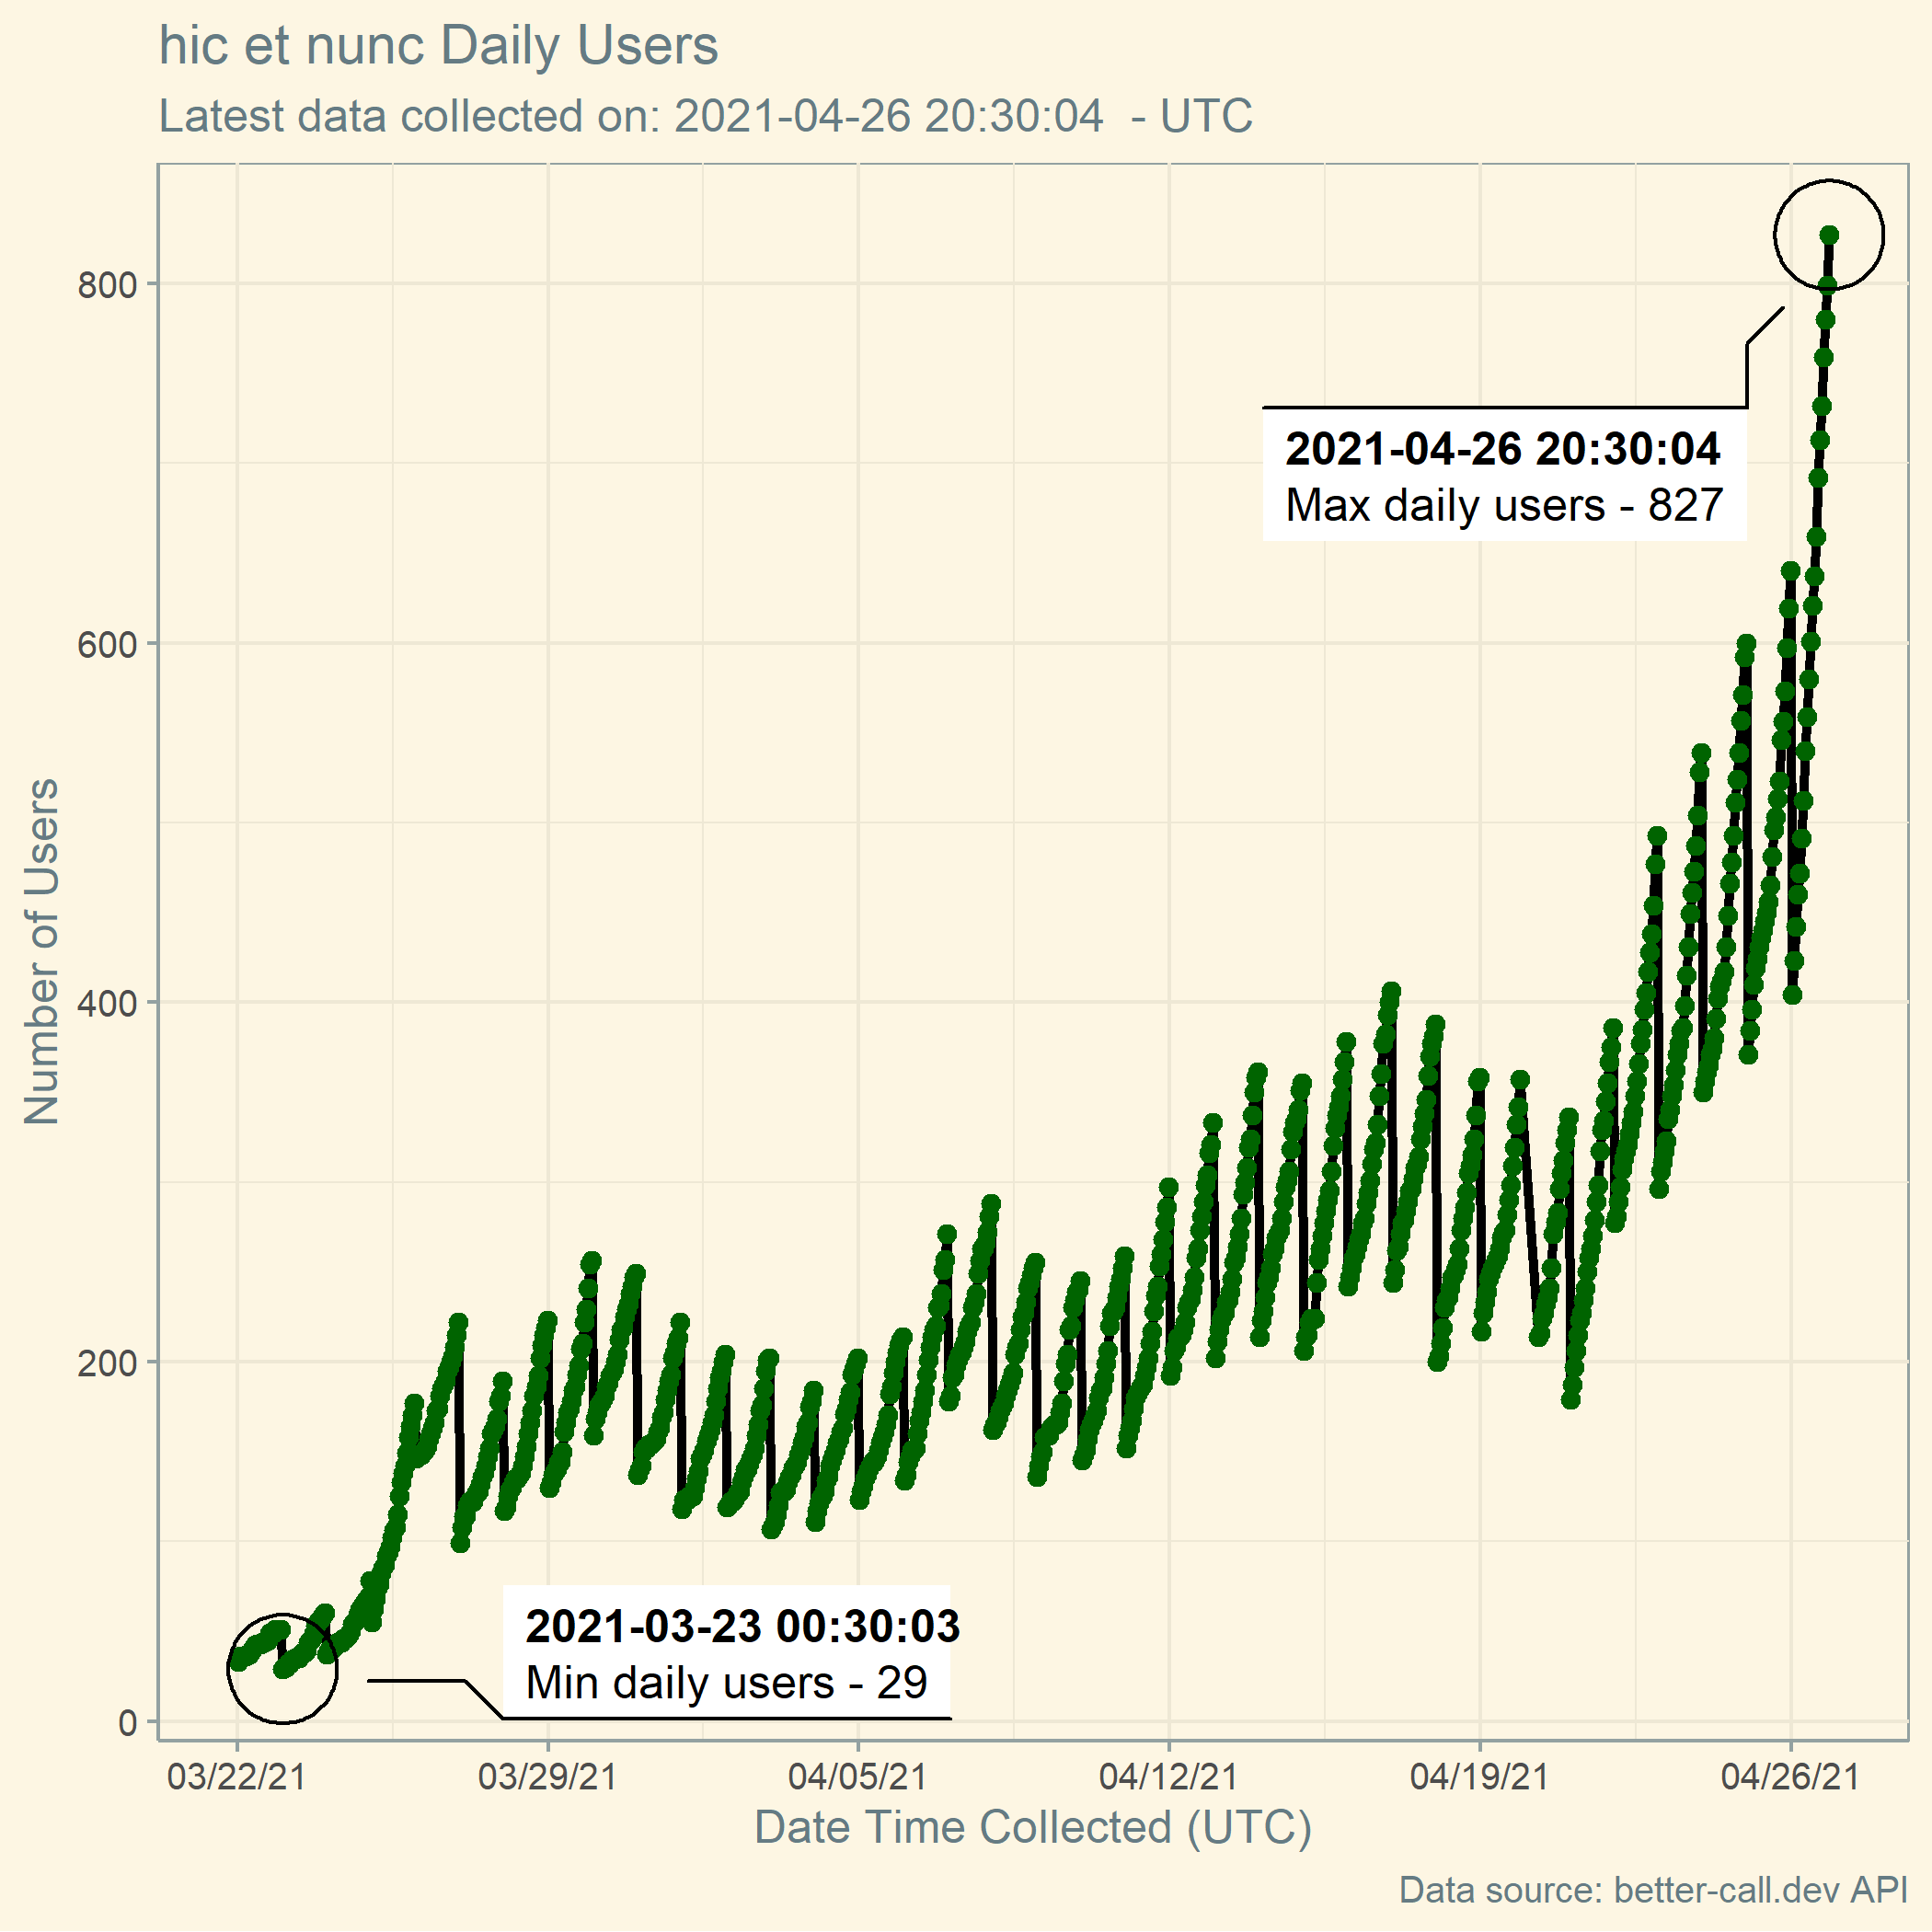 hic et nunc Daily Users
Latest data collected on: 2021-04-26 20:30:04  - UTC
Number of Users
800
600
400
200
0
2021-04-26 20:30:04
Max daily users - 827
2021-03-23 00:30:03
Min daily users - 29
03/22/21 03/29/21 04/05/21 04/12/21 04/19/21 04/26/21
Date Time Collected (UTC)
Data source: better-call.dev API